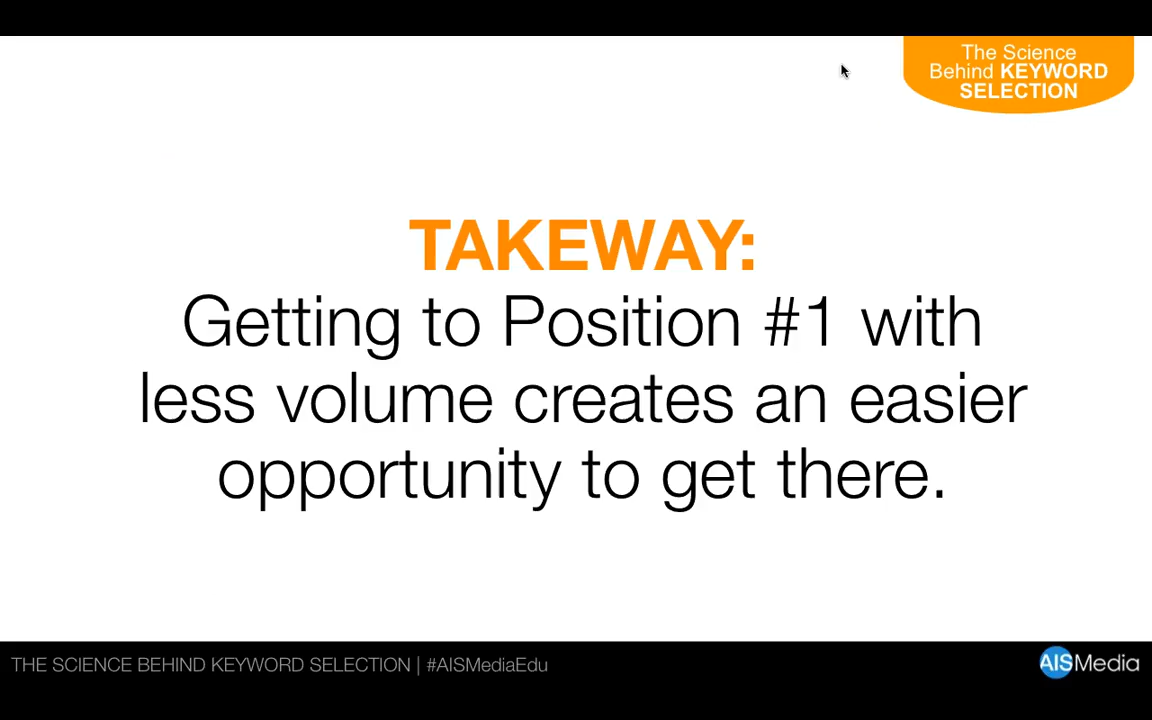 The Science
Behind KEYWORD
SELECTION
TAKEWAY:
Getting to Position #1 with
less volume creates an easier
opportunity to get there.
THE SCIENCE BEHIND KEYWORD SELECTION | #AISMediaEdu
AISMedia